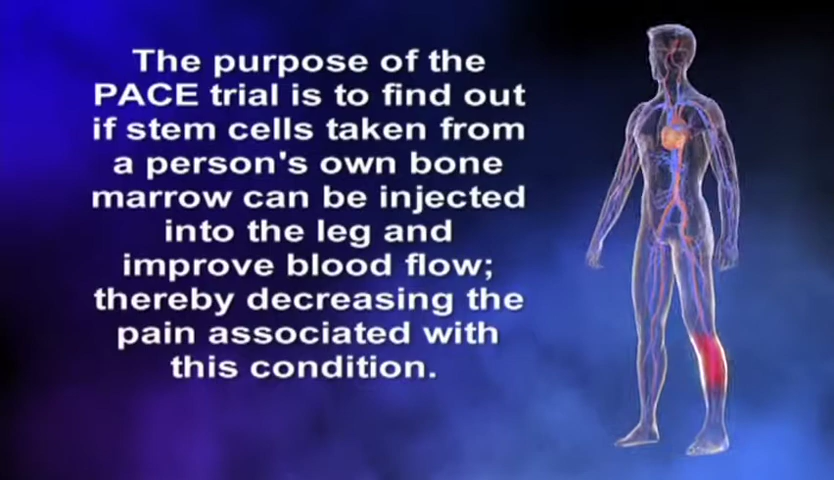 The purpose of the
PACE trial is to find out
if stem cells taken from
a person's own bone
marrow can be injected
into the leg and
improve blood flow;
thereby decreasing the
pain associated with
this condition.